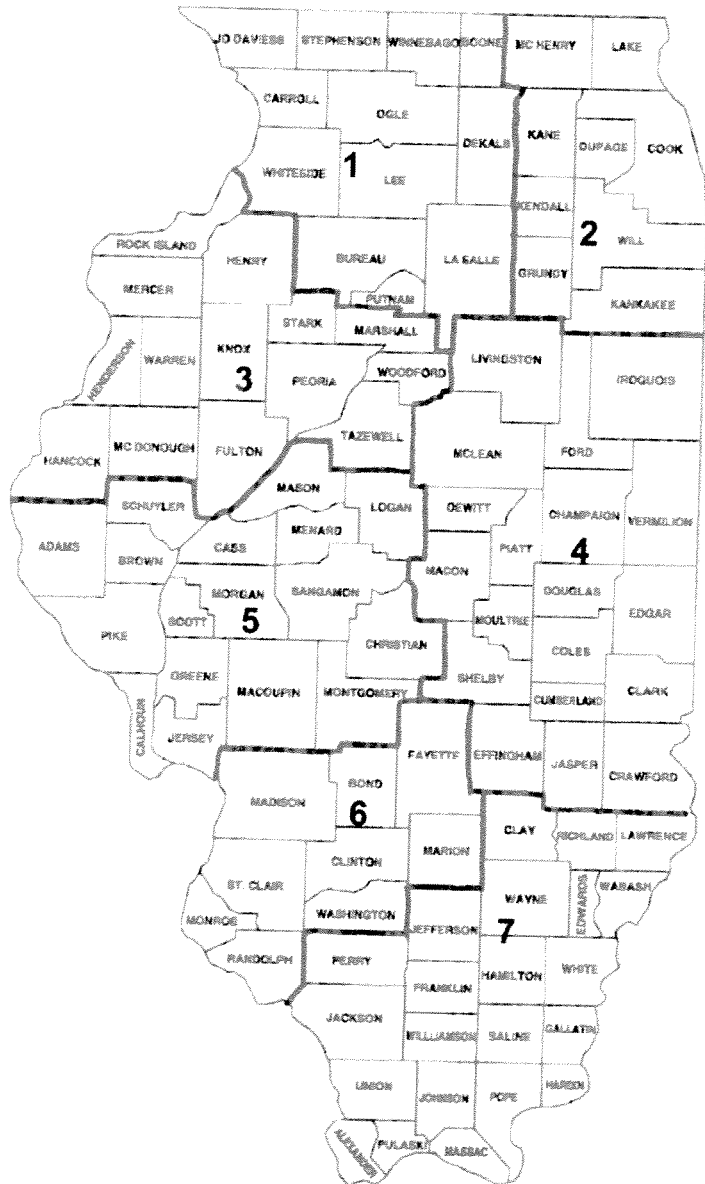 JO DAVIESS STEPHENSON WINNEBAGO BOONE MC HENRY LAKE
CARROLL OGLE DEKALB KANE DUPAGE COOK
WHITESIDE 1 LEE KENDALL 2 WILL
ROCK ISLAND HENRY BUREAU LA SALLE GRUNDY
MERCER PUTNAM KANKAKEE
HENDERSON WARREN KNOX STARK MARSHALL LIVINGSTON IROQUOIS
3 PEORIA WOODFORD
HANCOCK MC DONOUGH FULTON TAZEWELL MCLEAN FORD
SCHUYLER MASON LOGAN DEWITT CHAMPAIGN VERMILION
ADAMS BROWN CASS MENARD MACON PIATT 4
MORGAN SANGAMON DOUGLAS EDGAR
PIKE SCOTT 5 CHRISTIAN MOULTRIE COLES
GREENE MACOUPIN MONTGOMERY SHELBY CUMBERLAND CLARK
CALHOUN JERSEY FAYETTE EFFINGHAM JASPER CRAWFORD
MADISON BOND
6 CLAY RICHLAND LAWRENCE
CLINTON MARION
ST. CLAIR WAYNE EDWARDS WABASH
MONROE WASHINGTON JEFFERSON 7
RANDOLPH PERRY HAMILTON WHITE
FRANKLIN
JACKSON WILLIAMSON SALINE GALLATIN
UNION JOHNSON POPE HARDIN
ALEXANDER PULASKI MASSAC